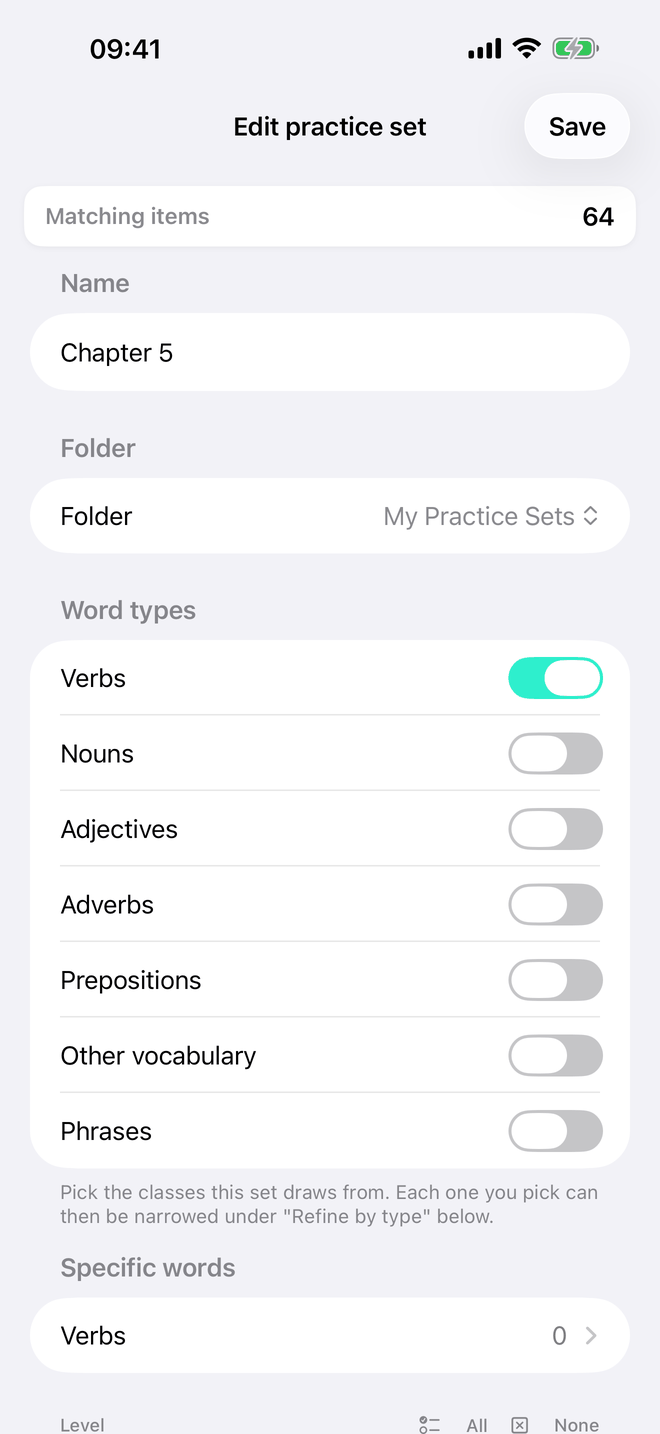 09:41
Edit practice set
Save
Matching items 64
Name
Chapter 5
Folder
Folder My Practice Sets
Word types
Verbs
Nouns
Adjectives
Adverbs
Prepositions
Other vocabulary
Phrases
Pick the classes this set draws from. Each one you pick can
then be narrowed under "Refine by type" below.
Specific words
Verbs 0
Level All None